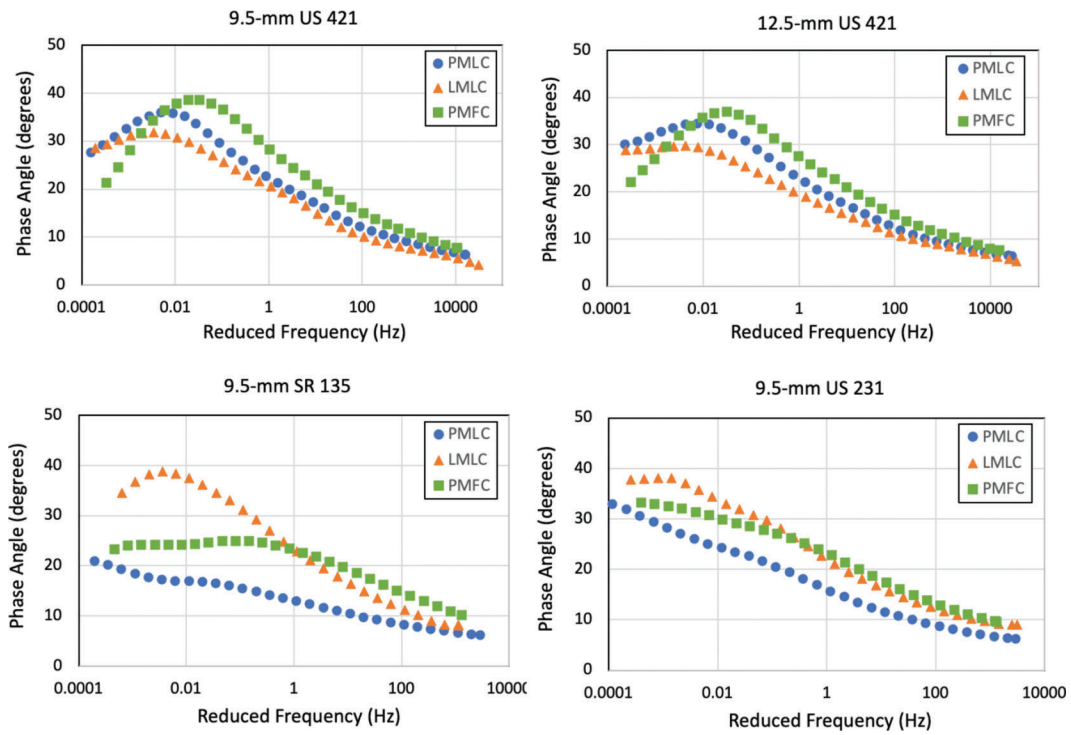 9.5-mm US 421
50
40
30
20
10
0
Phase Angle (degrees)
PMLC
LMLC
PMFC
0.0001 0.01 1 100 10000
Reduced Frequency (Hz)
12.5-mm US 421
50
40
30
20
10
0
Phase Angle (degrees)
PMLC
LMLC
PMFC
0.0001 0.01 1 100 10000
Reduced Frequency (Hz)
9.5-mm SR 135
50
40
30
20
10
0
Phase Angle (degrees)
PMLC
LMLC
PMFC
0.0001 0.01 1 100 1000
Reduced Frequency (Hz)
9.5-mm US 231
50
40
30
20
10
0
Phase Angle (degrees)
PMLC
LMLC
PMFC
0.0001 0.01 1 100 10000
Reduced Frequency (Hz)